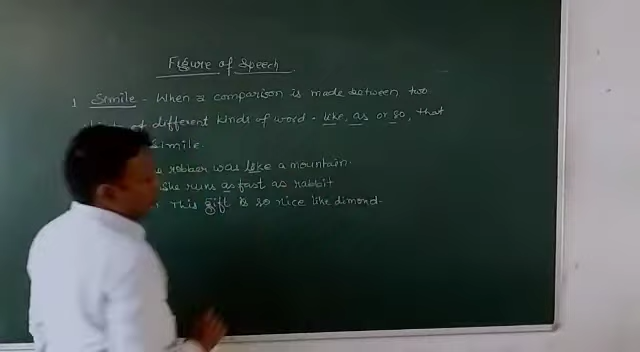 Figure of Speech
1 Simile - When a comparison is made between two
of different kinds of word - like, as or so, that
simile.
robber was like a mountain.
she runs as fast as rabbit
This gift is so nice like dimond.